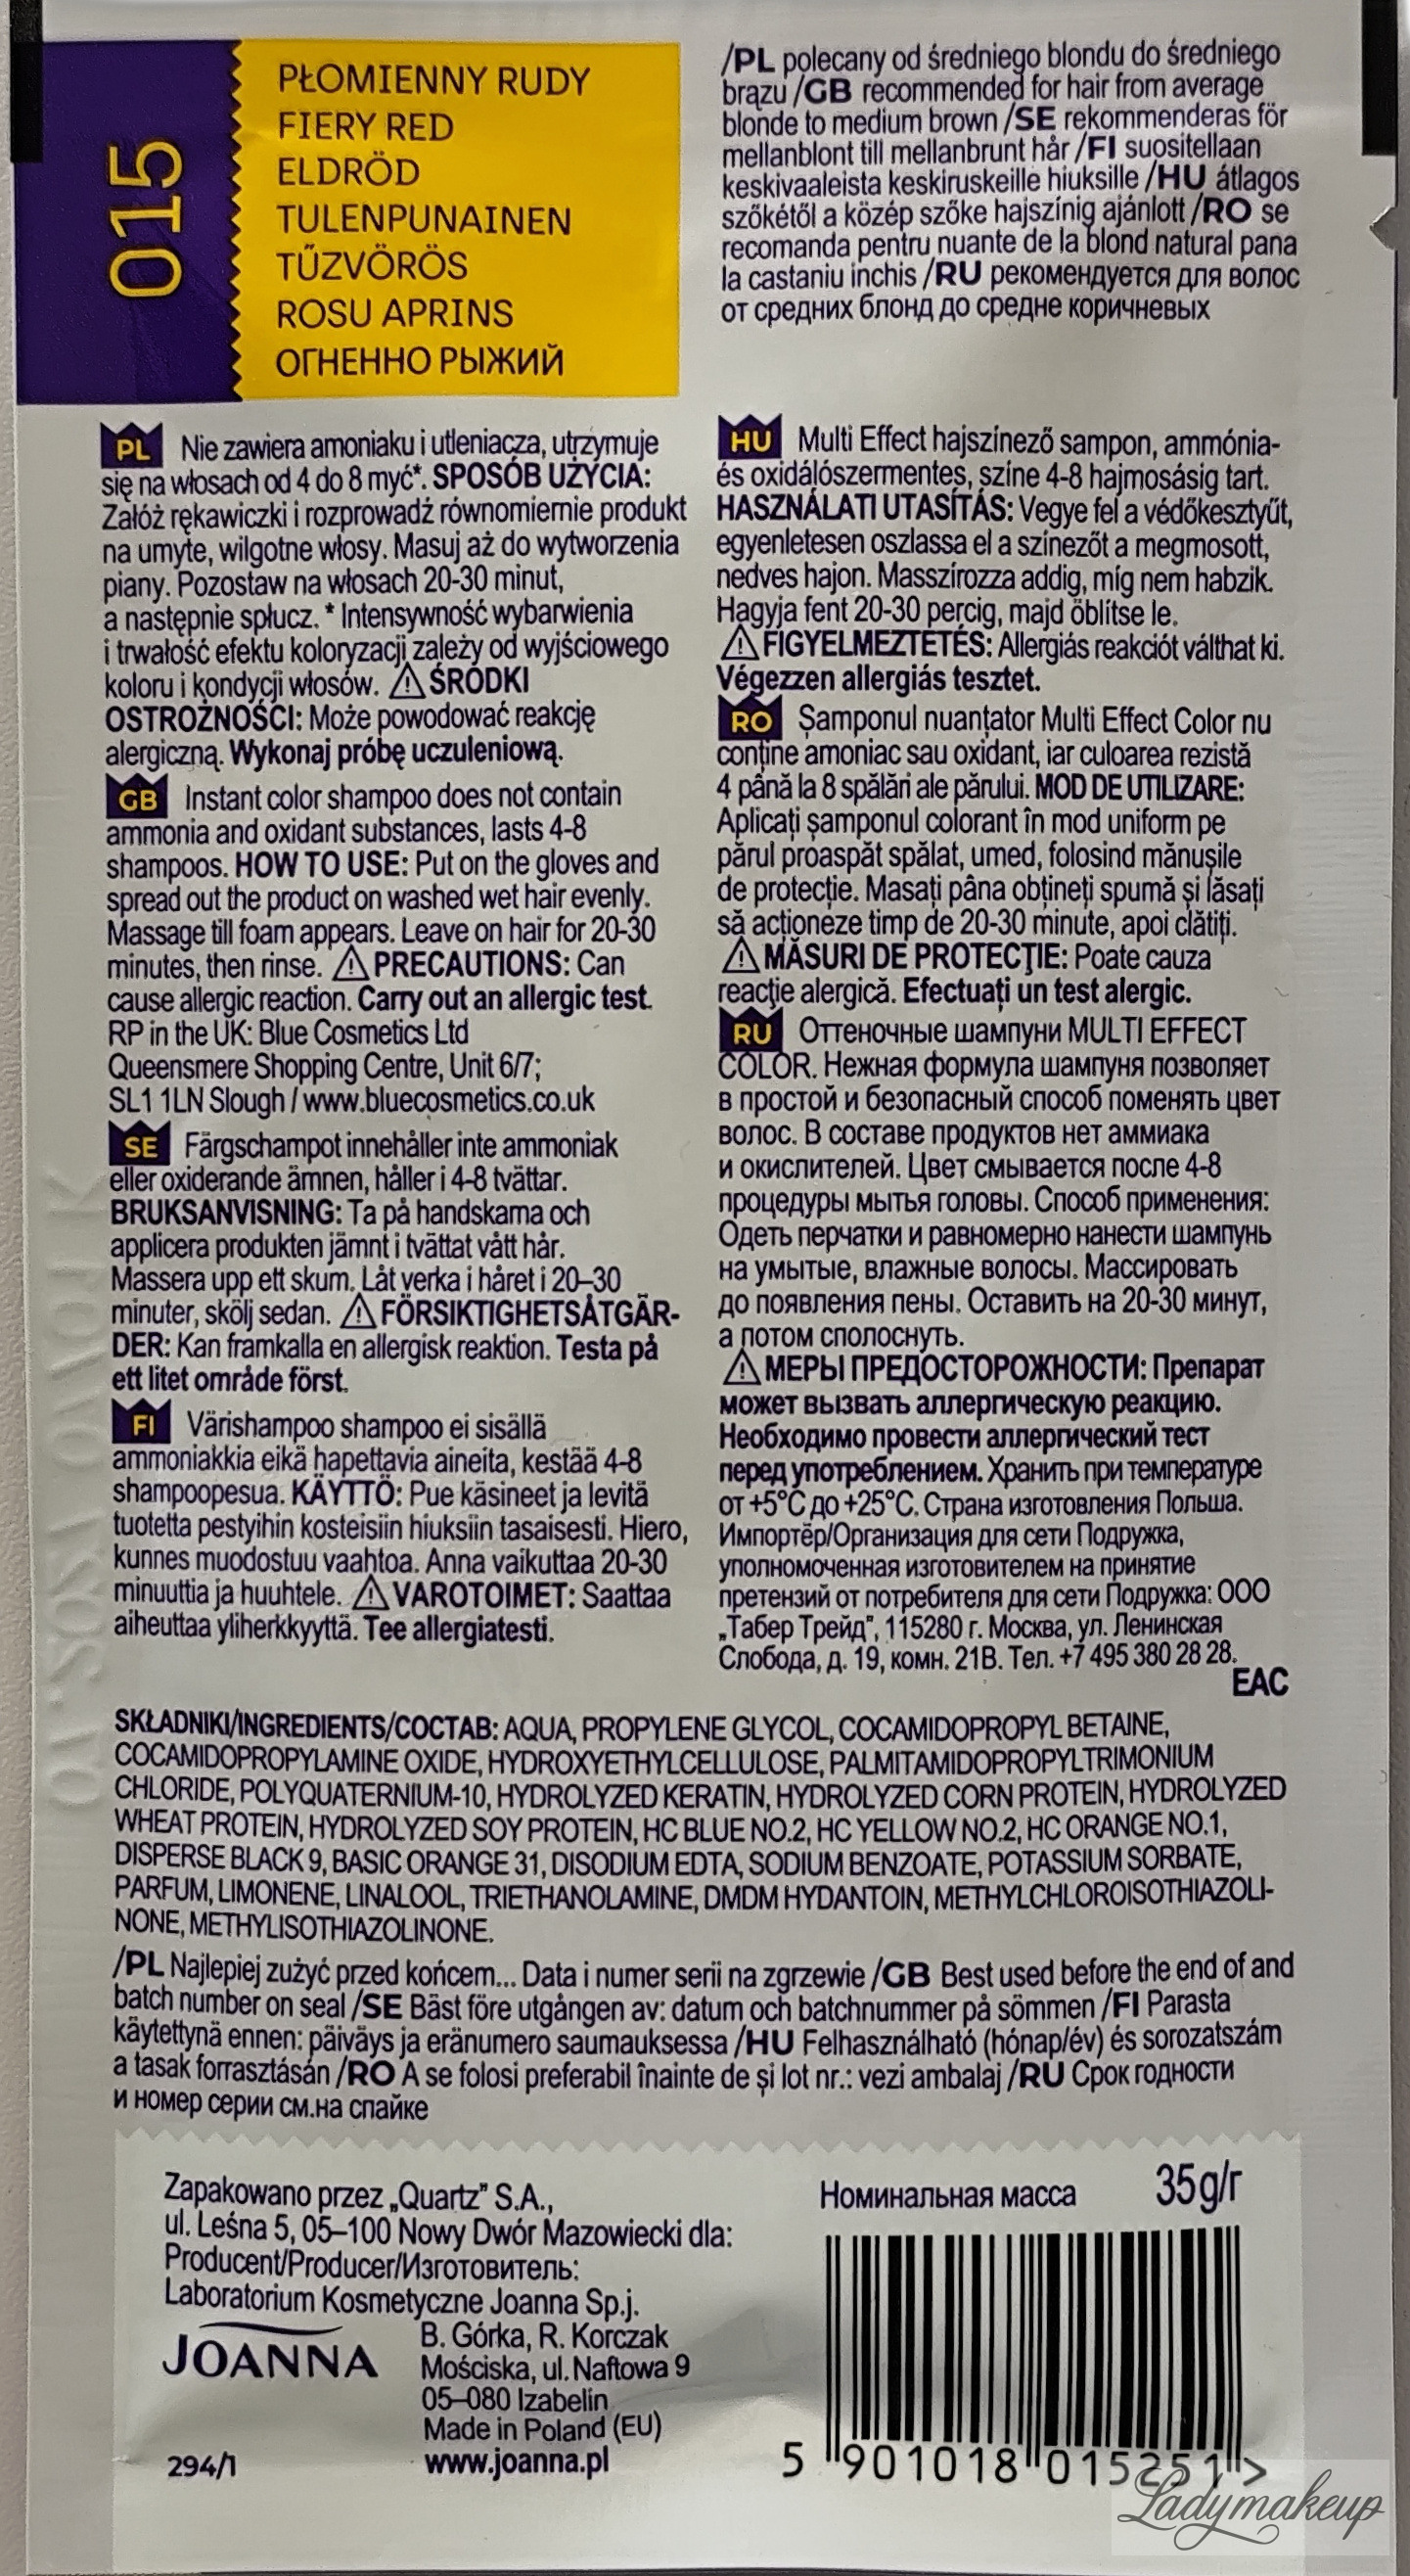 015
PŁOMIENNY RUDY
FIERY RED
ELDRÖD
TULENPUNAINEN
TŰZVÖRÖS
ROSU APRINS
ОГНЕННО РЫЖИЙ
/PL polecany od średniego blondu do średniego
brązu /GB recommended for hair from average
blonde to medium brown /SE rekommenderas för
mellanblont till mellanbrunt hår /FI suositellaan
keskivaaleista keskiruskeille hiuksille /HU átlagos
szőkétől a közép szőke hajszínig ajánlott /RO se
recomanda pentru nuante de la blond natural pana
la castaniu inchis /RU рекомендуется для волос
от средних блонд до средне коричневых
PL Nie zawiera amoniaku i utleniacza, utrzymuje
się na włosach od 4 do 8 myć*. SPOSÓB UŻYCIA:
Załóż rękawiczki i rozprowadź równomiernie produkt
na umyte, wilgotne włosy. Masuj aż do wytworzenia
piany. Pozostaw na włosach 20-30 minut,
a następnie spłucz. * Intensywność wybarwienia
i trwałość efektu koloryzacji zależy od wyjściowego
koloru i kondycji włosów. ⚠ ŚRODKI
OSTROŻNOŚCI: Może powodować reakcję
alergiczną. Wykonaj próbę uczuleniową.
GB Instant color shampoo does not contain
ammonia and oxidant substances, lasts 4-8
shampoos. HOW TO USE: Put on the gloves and
spread out the product on washed wet hair evenly.
Massage till foam appears. Leave on hair for 20-30
minutes, then rinse. ⚠ PRECAUTIONS: Can
cause allergic reaction. Carry out an allergic test.
RP in the UK: Blue Cosmetics Ltd
Queensmere Shopping Centre, Unit 6/7;
SL1 1LN Slough / www.bluecosmetics.co.uk
SE Färgschampot innehåller inte ammoniak
eller oxiderande ämnen, håller i 4-8 tvättar.
BRUKSANVISNING: Ta på handskarna och
applicera produkten jämnt i tvättat vått hår.
Massera upp ett skum. Låt verka i håret i 20–30
minuter, skölj sedan. ⚠ FÖRSIKTIGHETSÅTGÄR-
DER: Kan framkalla en allergisk reaktion. Testa på
ett litet område först.
FI Värishampoo shampoo ei sisällä
ammoniakkia eikä hapettavia aineita, kestää 4-8
shampoopesua. KÄYTTÖ: Pue käsineet ja levitä
tuotetta pestyihin kosteisiin hiuksiin tasaisesti. Hiero,
kunnes muodostuu vaahtoa. Anna vaikuttaa 20-30
minuuttia ja huuhtele. ⚠ VAROTOIMET: Saattaa
aiheuttaa yliherkkyyttä. Tee allergiatesti.
HU Multi Effect hajszínező sampon, ammónia-
és oxidálószermentes, színe 4-8 hajmosásig tart.
HASZNÁLATI UTASÍTÁS: Vegye fel a védőkesztyűt,
egyenletesen oszlassa el a színezőt a megmosott,
nedves hajon. Masszírozza addig, míg nem habzik.
Hagyja fent 20-30 percig, majd öblítse le.
⚠ FIGYELMEZTETÉS: Allergiás reakciót válthat ki.
Végezzen allergiás tesztet.
RO Șamponul nuanțator Multi Effect Color nu
conține amoniac sau oxidant, iar culoarea rezistă
4 până la 8 spălări ale părului. MOD DE UTILIZARE:
Aplicați șamponul colorant în mod uniform pe
părul proaspăt spălat, umed, folosind mănușile
de protecție. Masați pâna obțineți spumă și lăsați
să acționeze timp de 20-30 minute, apoi clătiți.
⚠ MĂSURI DE PROTECȚIE: Poate cauza
reacție alergică. Efectuați un test alergic.
RU Оттеночные шампуни MULTI EFFECT
COLOR. Нежная формула шампуня позволяет
в простой и безопасный способ поменять цвет
волос. В составе продуктов нет аммиака
и окислителей. Цвет смывается после 4-8
процедуры мытья головы. Способ применения:
Одеть перчатки и равномерно нанести шампунь
на умытые, влажные волосы. Массировать
до появления пены. Оставить на 20-30 минут,
а потом сполоснуть.
⚠ МЕРЫ ПРЕДОСТОРОЖНОСТИ: Препарат
может вызвать аллергическую реакцию.
Необходимо провести аллергический тест
перед употреблением. Хранить при температуре
от +5°C до +25°C. Страна изготовления Польша.
Импортёр/Организация для сети Подружка,
уполномоченная изготовителем на принятие
претензий от потребителя для сети Подружка: ООО
„Табер Трейд”, 115280 г. Москва, ул. Ленинская
Слобода, д. 19, комн. 21В. Тел. +7 495 380 28 28.
EAC
SKŁADNIKI/INGREDIENTS/СОСТАВ: AQUA, PROPYLENE GLYCOL, COCAMIDOPROPYL BETAINE,
COCAMIDOPROPYLAMINE OXIDE, HYDROXYETHYLCELLULOSE, PALMITAMIDOPROPYLTRIMONIUM
CHLORIDE, POLYQUATERNIUM-10, HYDROLYZED KERATIN, HYDROLYZED CORN PROTEIN, HYDROLYZED
WHEAT PROTEIN, HYDROLYZED SOY PROTEIN, HC BLUE NO.2, HC YELLOW NO.2, HC ORANGE NO.1,
DISPERSE BLACK 9, BASIC ORANGE 31, DISODIUM EDTA, SODIUM BENZOATE, POTASSIUM SORBATE,
PARFUM, LIMONENE, LINALOOL, TRIETHANOLAMINE, DMDM HYDANTOIN, METHYLCHLOROISOTHIAZOLI-
NONE, METHYLISOTHIAZOLINONE.
/PL Najlepiej zużyć przed końcem... Data i numer serii na zgrzewie /GB Best used before the end of and
batch number on seal /SE Bäst före utgången av: datum och batchnummer på sömmen /FI Parasta
käytettynä ennen: päiväys ja eränumero saumauksessa /HU Felhasználható (hónap/év) és sorozatszám
a tasak forrasztásán /RO A se folosi preferabil înainte de și lot nr.: vezi ambalaj /RU Срок годности
и номер серии см.на спайке
Zapakowano przez „Quartz” S.A.,
ul. Leśna 5, 05–100 Nowy Dwór Mazowiecki dla:
Producent/Producer/Изготовитель:
Laboratorium Kosmetyczne Joanna Sp.j.
JOANNA
B. Górka, R. Korczak
Mościska, ul. Naftowa 9
05–080 Izabelin
Made in Poland (EU)
www.joanna.pl
294/1
Номинальная масса 35g/г
5 901018 015251 >
Ladymakeup